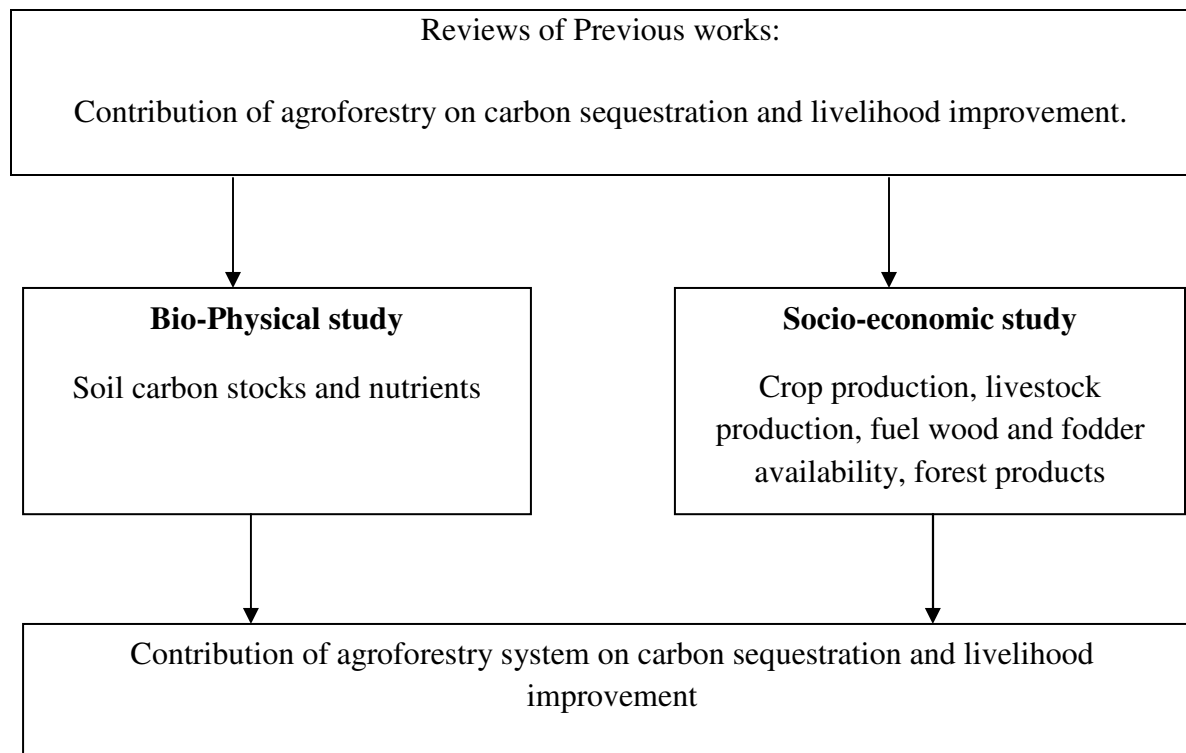 Reviews of Previous works:
Contribution of agroforestry on carbon sequestration and livelihood improvement.
Bio-Physical study
Soil carbon stocks and nutrients
Socio-economic study
Crop production, livestock
production, fuel wood and fodder
availability, forest products
Contribution of agroforestry system on carbon sequestration and livelihood
improvement